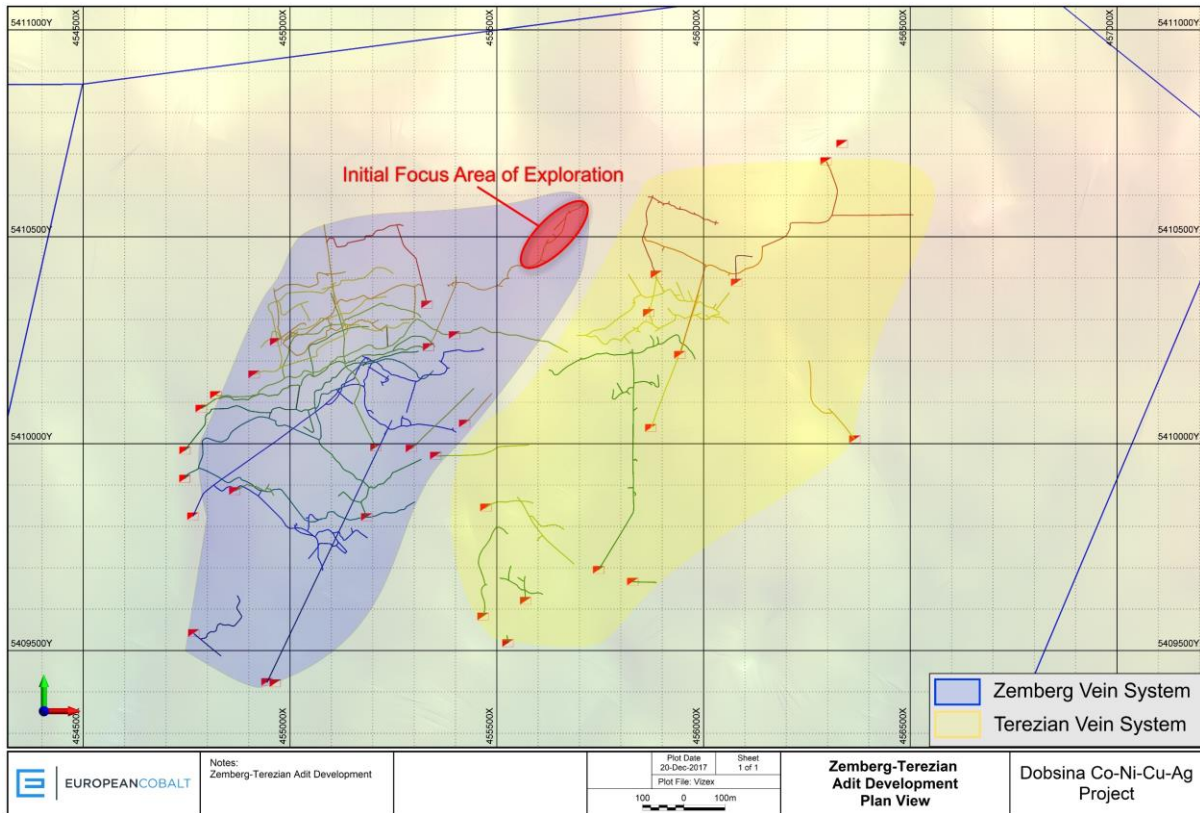 454500X
455000X
455500X
456000X
456500X
457000X
5411000Y
5411000Y
Initial Focus Area of Exploration
5410500Y
5410500Y
5410000Y
5410000Y
5409500Y
5409500Y
454500X
455000X
455500X
456000X
456500X
Zemberg Vein System
Terezian Vein System
EUROPEANCOBALT
Notes:
Zemberg-Terezian Adit Development
Plot Date
20-Dec-2017
Sheet
1 of 1
Plot File: Vizex
100 0 100m
Zemberg-Terezian
Adit Development
Plan View
Dobsina Co-Ni-Cu-Ag
Project